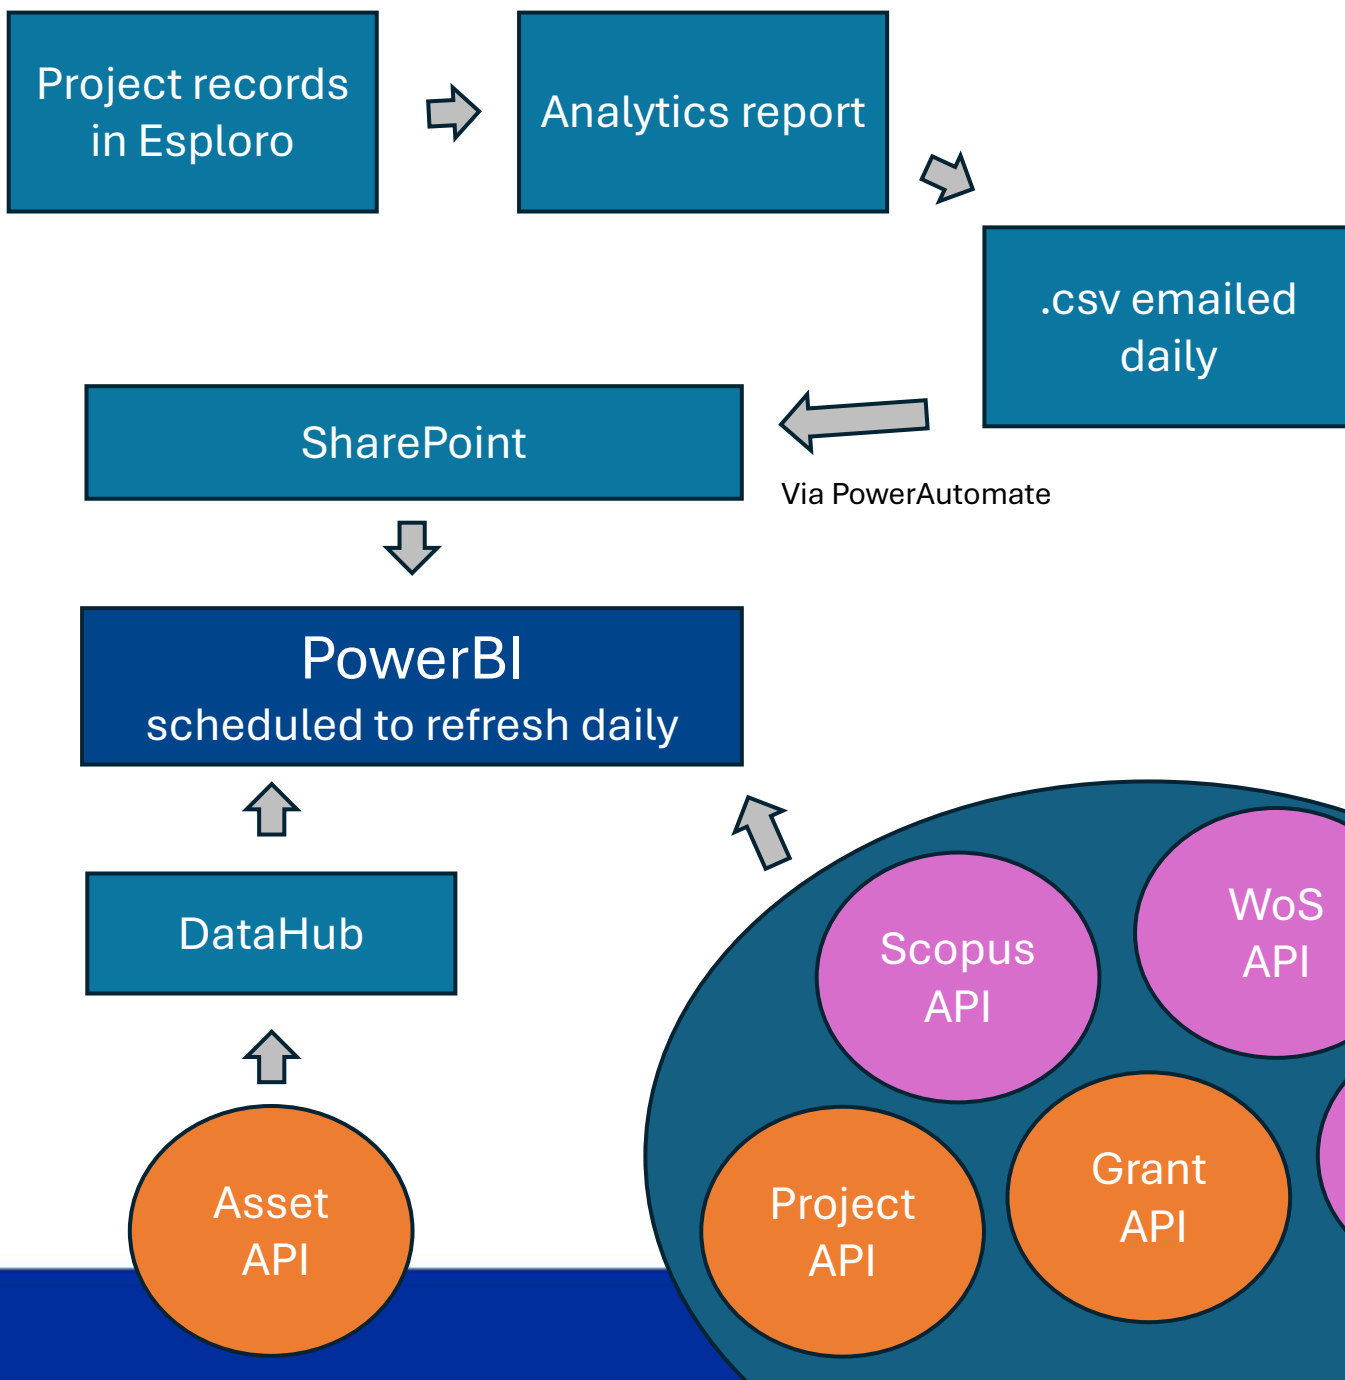 Project records
in Esploro
Analytics report
.csv emailed
daily
SharePoint
Via PowerAutomate
PowerBI
scheduled to refresh daily
DataHub
Scopus
API
WoS
API
Asset
API
Project
API
Grant
API